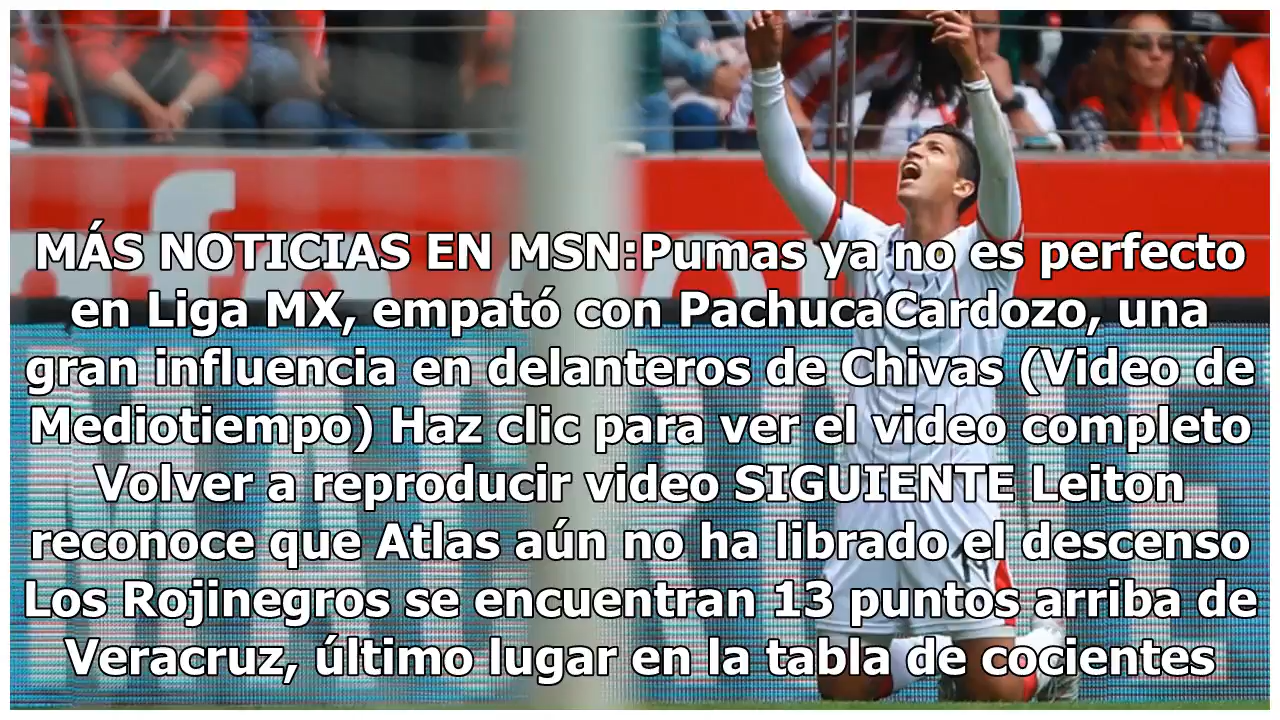 MÁS NOTICIAS EN MSN:Pumas ya no es perfecto
en Liga MX, empató con PachucaCardozo, una
gran influencia en delanteros de Chivas (Video de
Mediotiempo) Haz clic para ver el video completo
Volver a reproducir video SIGUIENTE Leiton
reconoce que Atlas aún no ha librado el descenso
Los Rojinegros se encuentran 13 puntos arriba de
Veracruz, último lugar en la tabla de cocientes